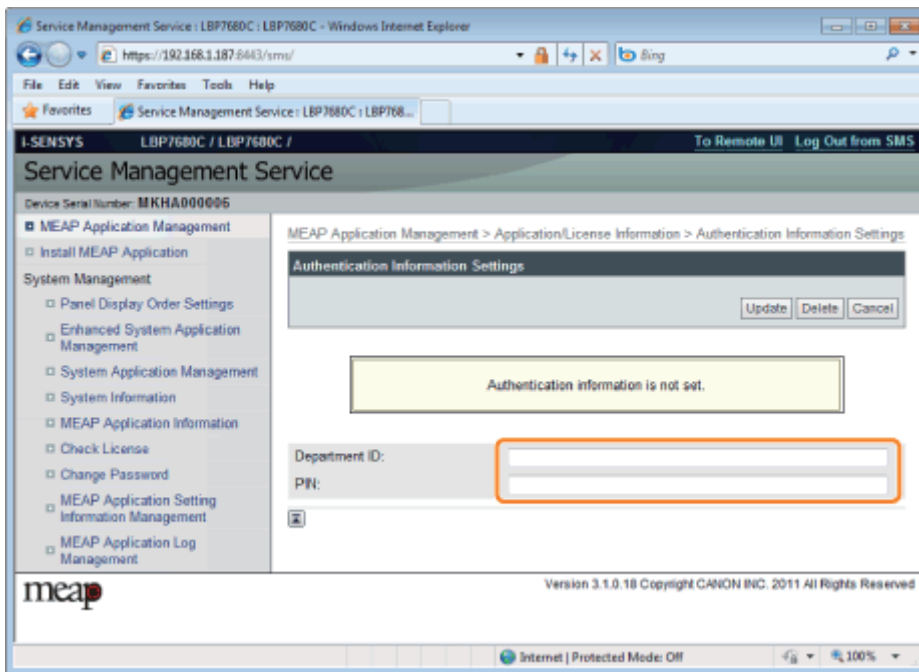 Service Management Service : LBP7680C : LBP7680C - Windows Internet Explorer
https://192.168.1.187:8443/sms/
Bing
File Edit View Favorites Tools Help
Favorites
Service Management Service : LBP7680C : LBP768...
i-SENSYS LBP7680C / LBP7680C / To Remote UI Log Out from SMS
Service Management Service
Device Serial Number: MKHA000006
MEAP Application Management
Install MEAP Application
System Management
Panel Display Order Settings
Enhanced System Application
Management
System Application Management
System Information
MEAP Application Information
Check License
Change Password
MEAP Application Setting
Information Management
MEAP Application Log
Management
MEAP Application Management > Application/License Information > Authentication Information Settings
Authentication Information Settings
Update Delete Cancel
Authentication information is not set.
Department ID:
PIN:
meap
Version 3.1.0.18 Copyright CANON INC. 2011 All Rights Reserved
Internet | Protected Mode: Off
100%